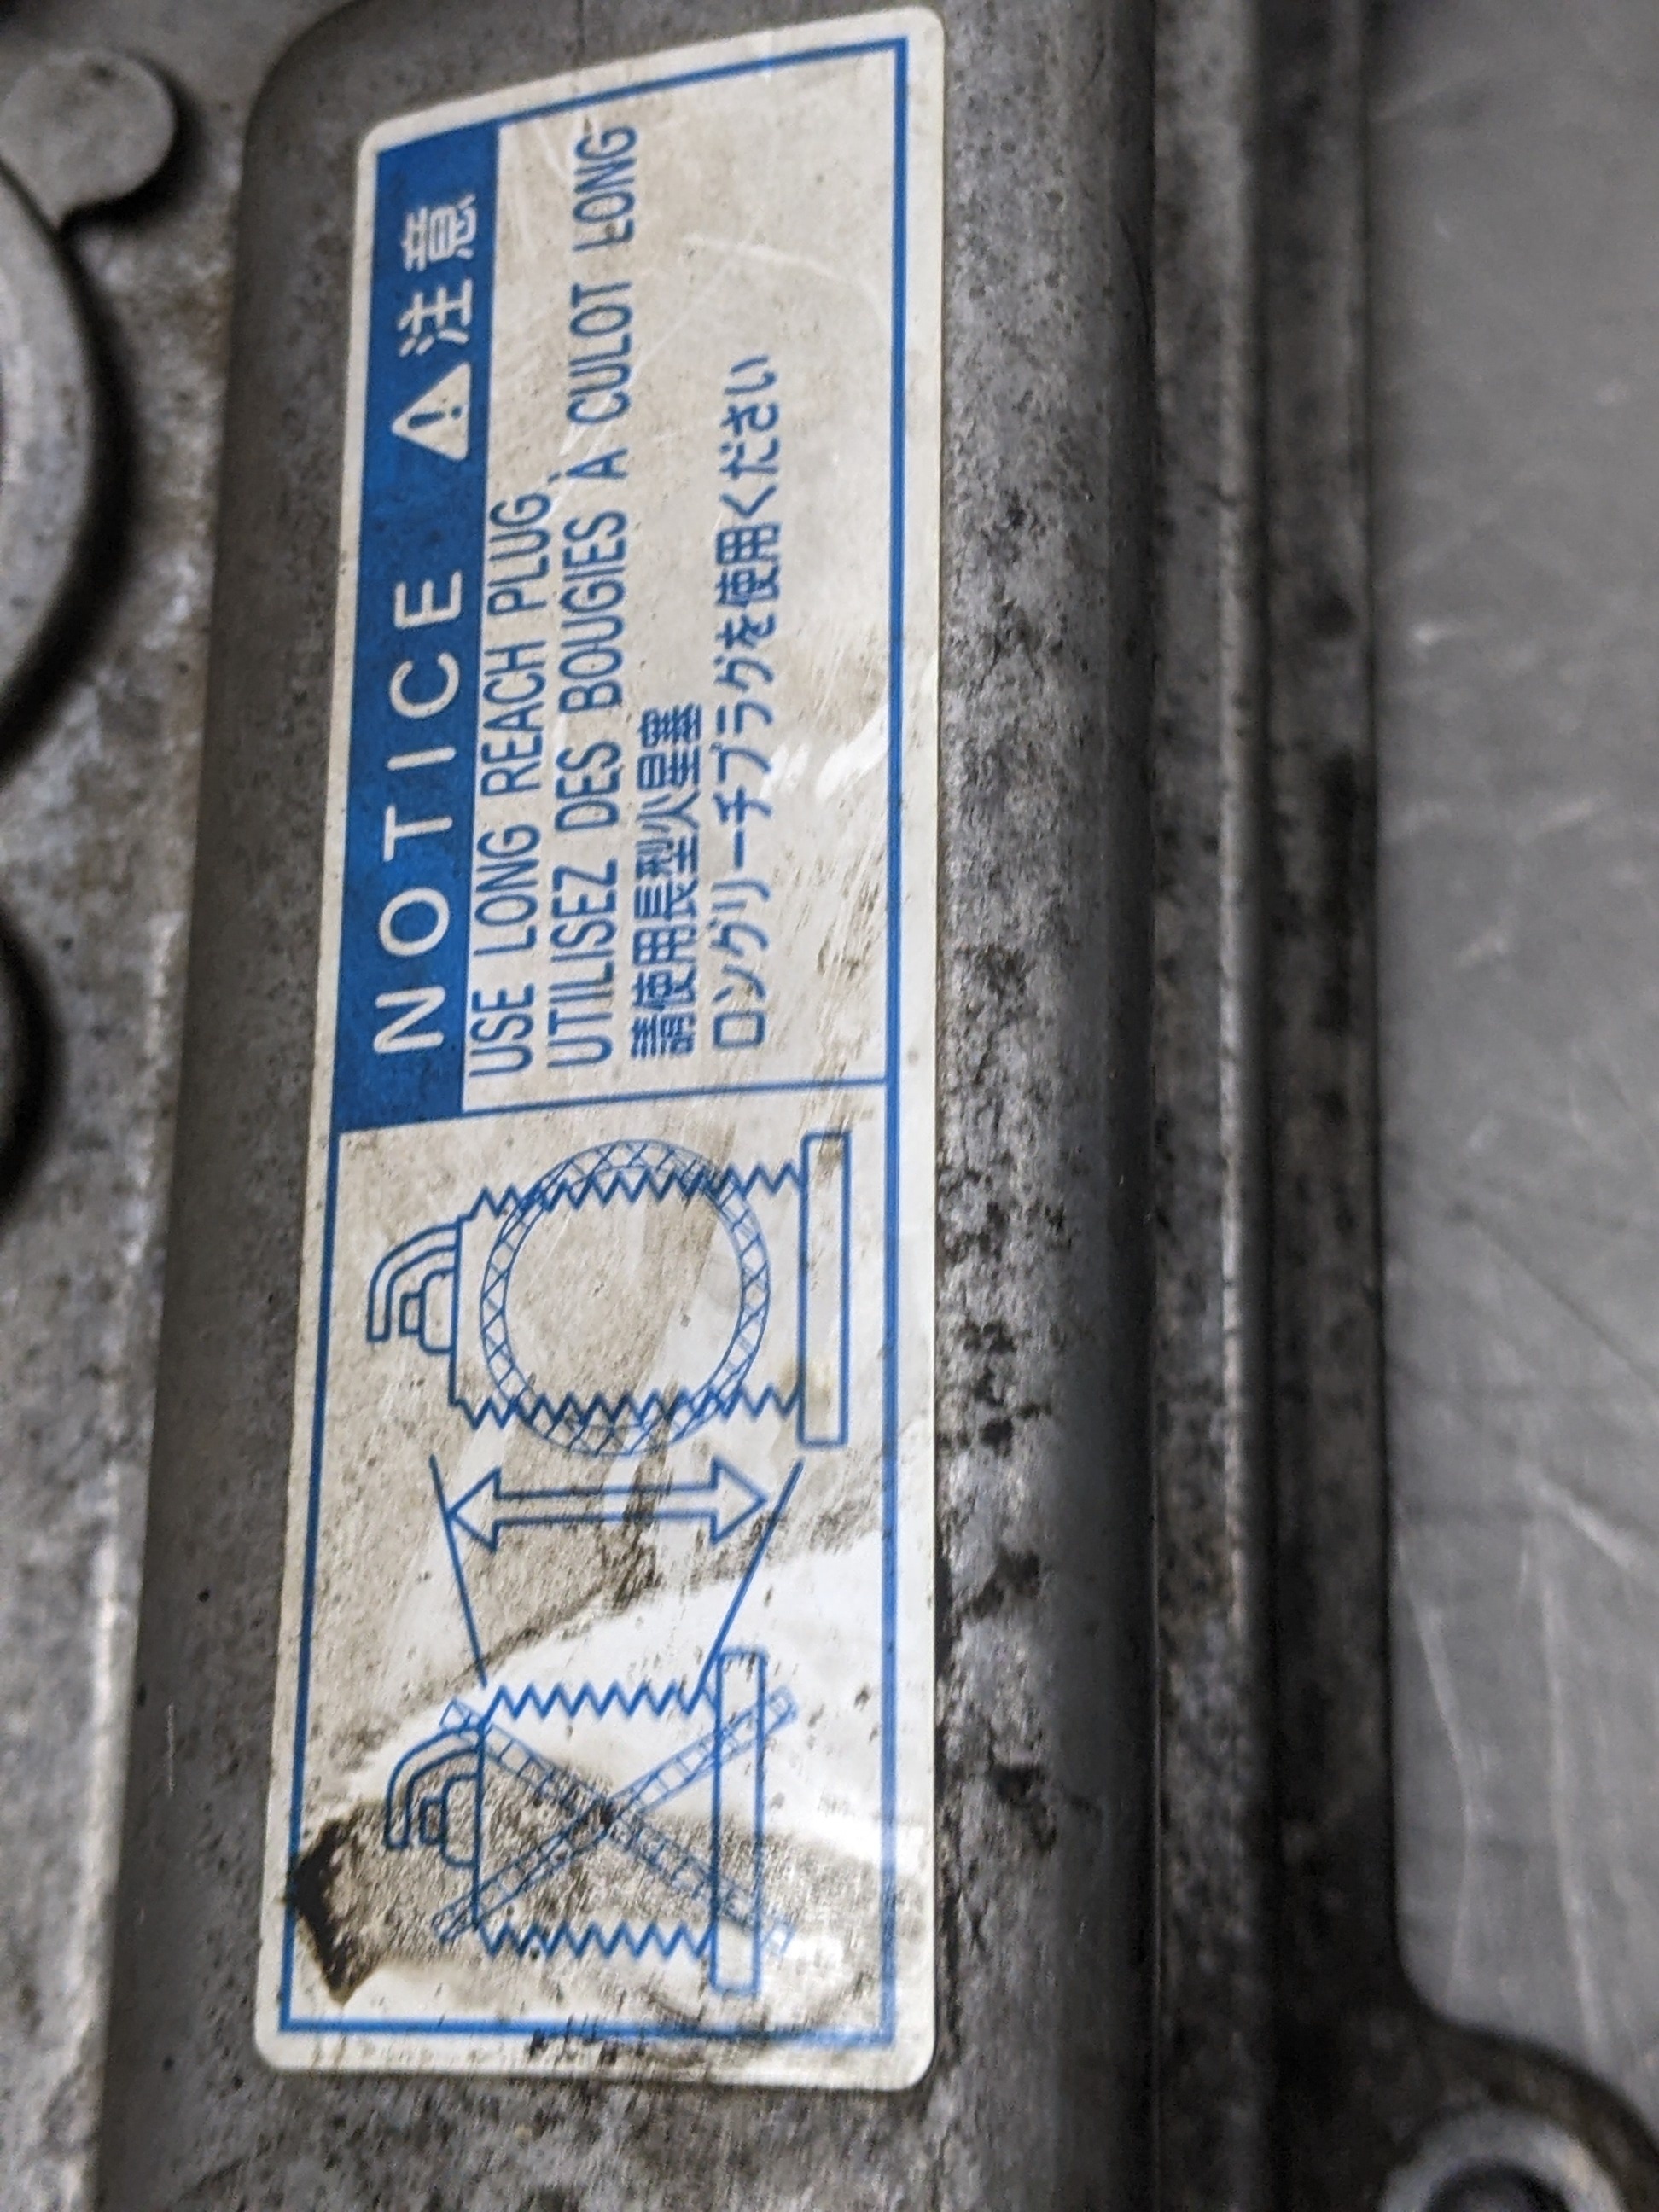 NOTICE ⚠ 注意
USE LONG REACH PLUG
UTILISEZ DES BOUGIES À CULOT LONG
請使用長型火星塞
ロングリーチプラグを使用ください